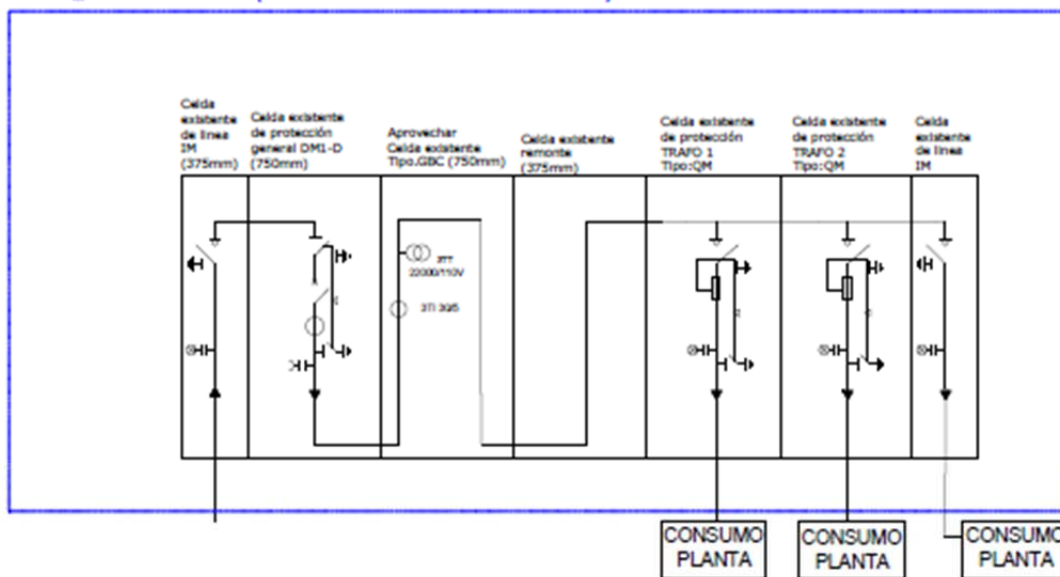 Celda
existente
de linea
IM
(375mm)
Celda existente
de protección
general DM1-D
(750mm)
Aprovechar
Celda existente
Tipo.GBC (750mm)
Celda existente
remonte
(375mm)
Celda existente
de protección
TRAFO 1
Tipo:QM
Celda existente
de protección
TRAFO 2
Tipo:QM
Celda
existente
de linea
IM
3TT
22000/110V
3TI 30/5
CONSUMO
PLANTA
CONSUMO
PLANTA
CONSUMO
PLANTA